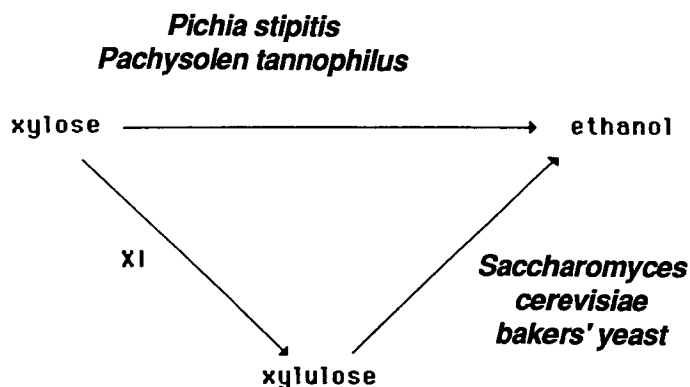 Pichia stipitis
Pachysolen tannophilus
xylose
ethanol
XI
Saccharomyces
cerevisiae
bakers' yeast
xylulose